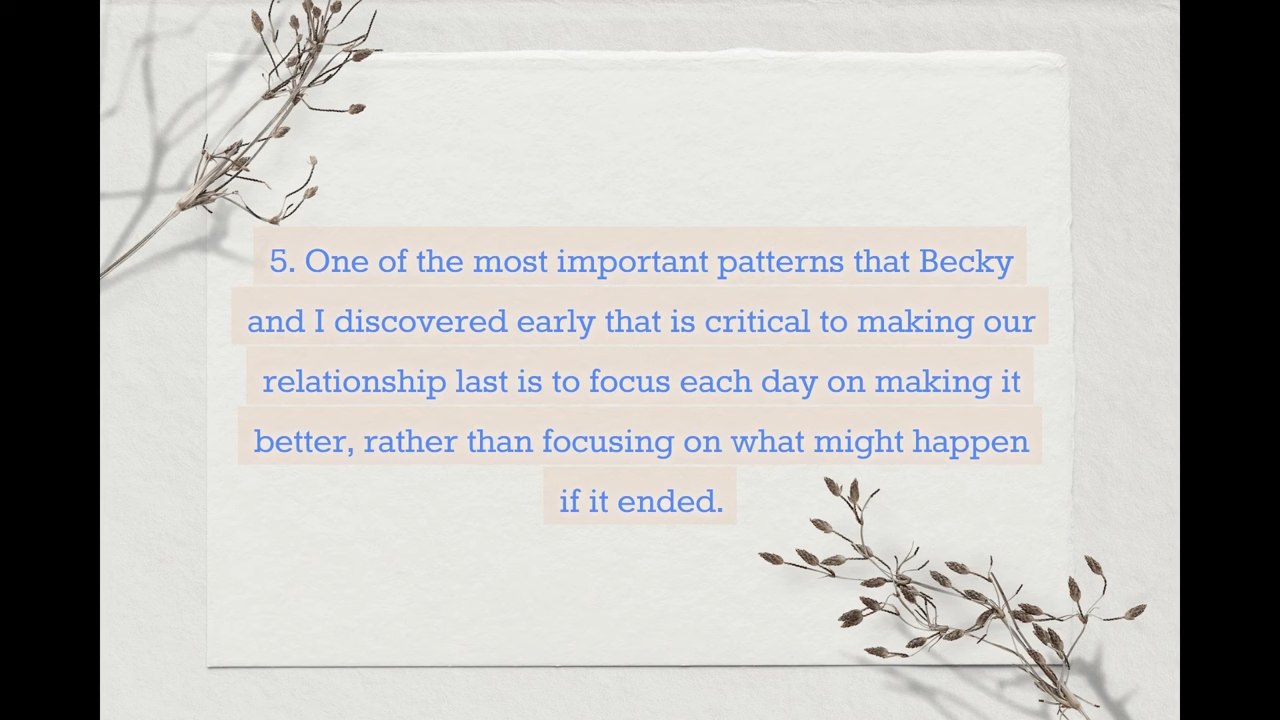 5. One of the most important patterns that Becky
and I discovered early that is critical to making our
relationship last is to focus each day on making it
better, rather than focusing on what might happen
if it ended.